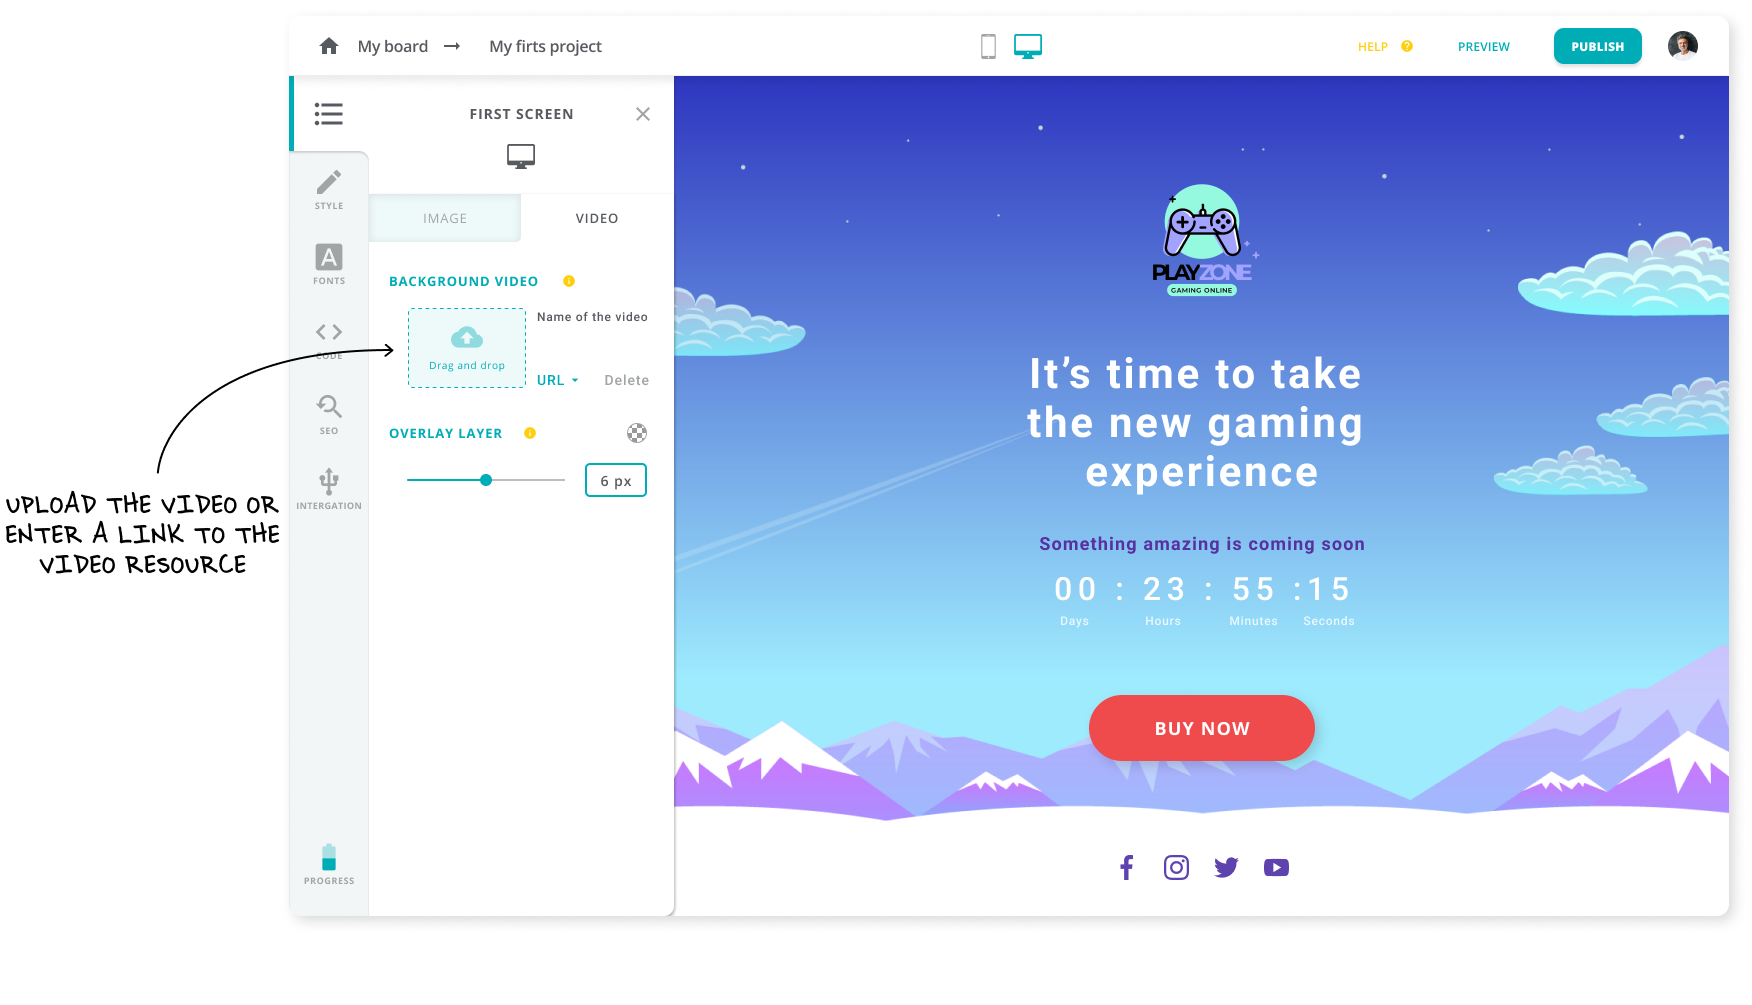 My board → My firts project
HELP ?
PREVIEW
PUBLISH
FIRST SCREEN
STYLE
FONTS
CODE
SEO
INTERGATION
PROGRESS
IMAGE
VIDEO
BACKGROUND VIDEO
Name of the video
Drag and drop
URL
Delete
OVERLAY LAYER
6 px
UPLOAD THE VIDEO OR
ENTER A LINK TO THE
VIDEO RESOURCE
PLAYZONE
GAMING ONLINE
It’s time to take
the new gaming
experience
Something amazing is coming soon
00 : 23 : 55 :15
Days Hours Minutes Seconds
BUY NOW